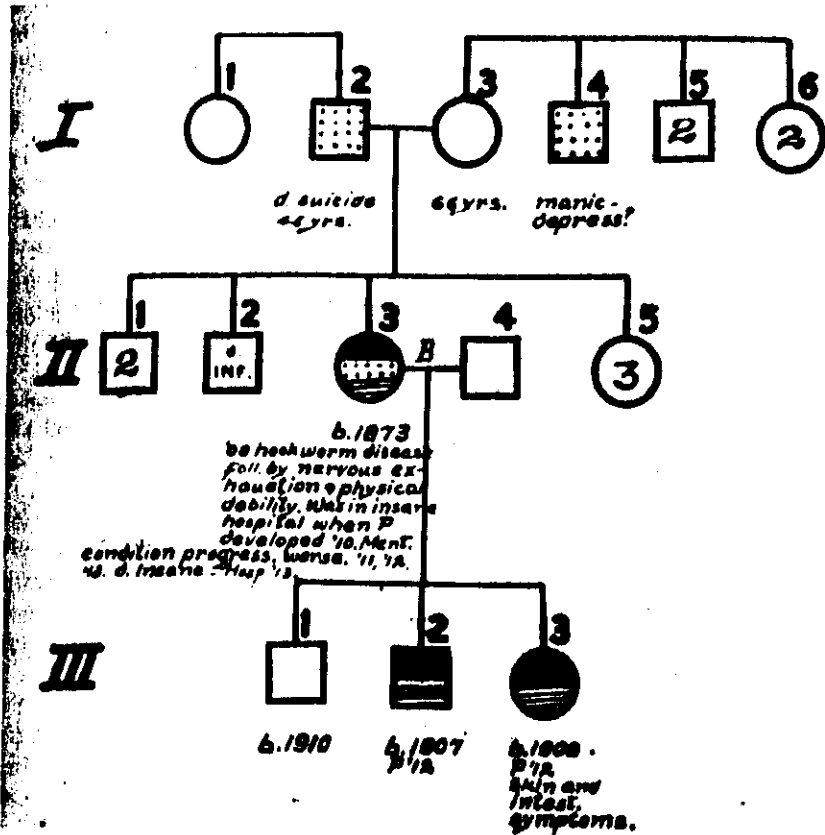 I
1
2
3
4
5
6
2
2
d. suicide
yrs.
yrs.
manic-
depress?
II
1
2
3
4
5
2
d.
INF.
B
3
b. 1873
hookworm disease
foll. by nervous ex-
haustion & physical
debility. Was in insane
hospital when P
developed '10. Ment.
condition progress. worse, '11, '12.
d. Insane - Hosp '13.
III
1
2
3
b. 1910
b. 1907
P '12
b. 1908.
P '12
Skin and
intest.
symptoms.